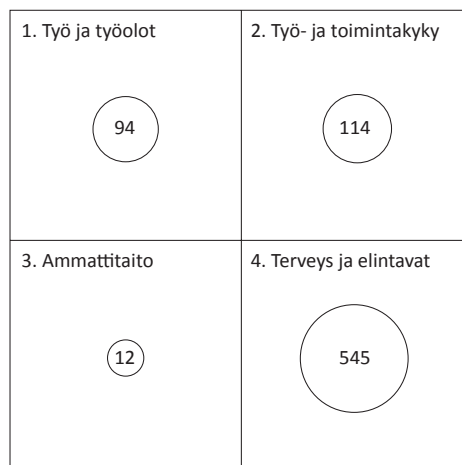 1. Työ ja työolot
94
2. Työ- ja toimintakyky
114
3. Ammattitaito
12
4. Terveys ja elintavat
545